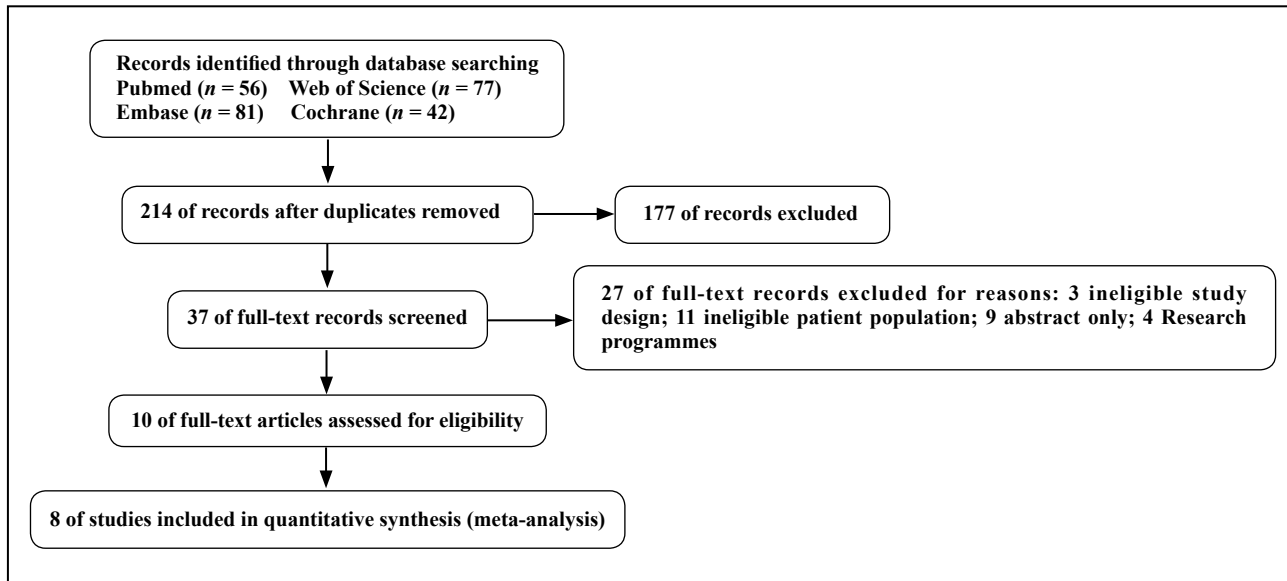 Records identified through database searching
Pubmed (n = 56) Web of Science (n = 77)
Embase (n = 81) Cochrane (n = 42)
214 of records after duplicates removed
177 of records excluded
37 of full-text records screened
27 of full-text records excluded for reasons: 3 ineligible study
design; 11 ineligible patient population; 9 abstract only; 4 Research
programmes
10 of full-text articles assessed for eligibility
8 of studies included in quantitative synthesis (meta-analysis)